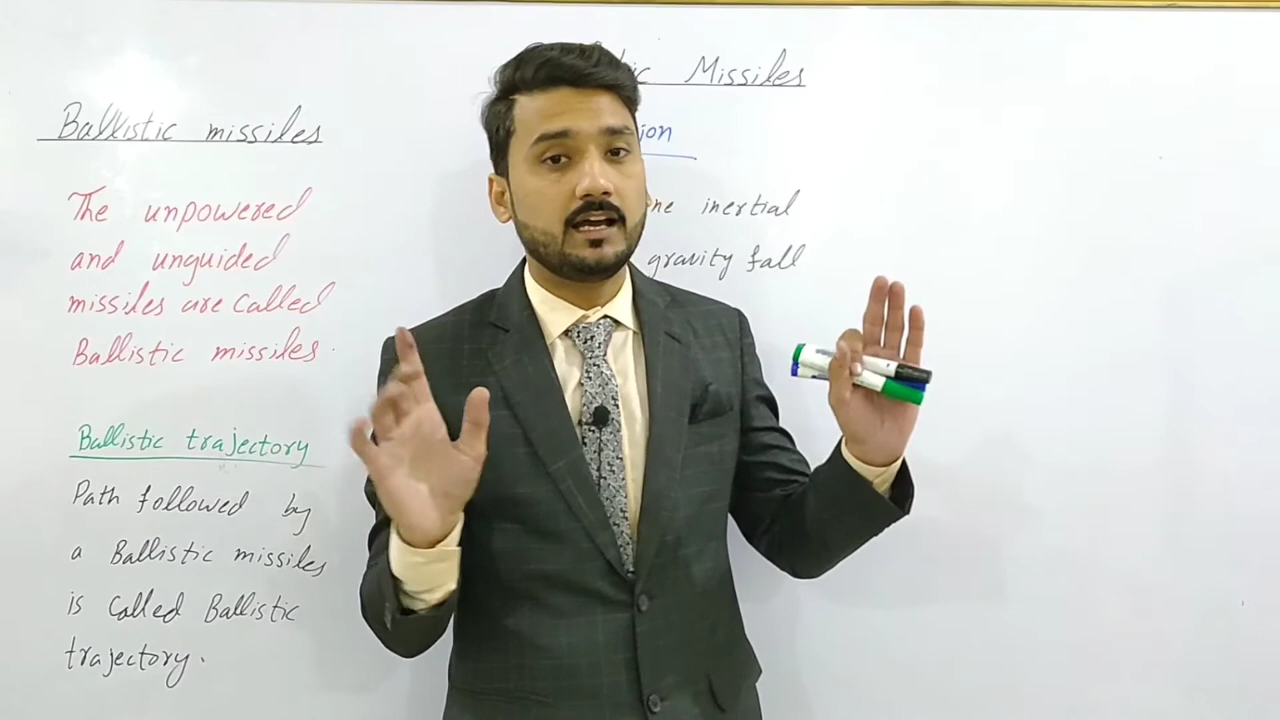 Ballistic missiles
The unpowered
and unguided
missiles are called
Ballistic missiles.
Ballistic trajectory
Path followed by
a Ballistic missiles
is called Ballistic
trajectory.
Missiles
inertial
gravity fall